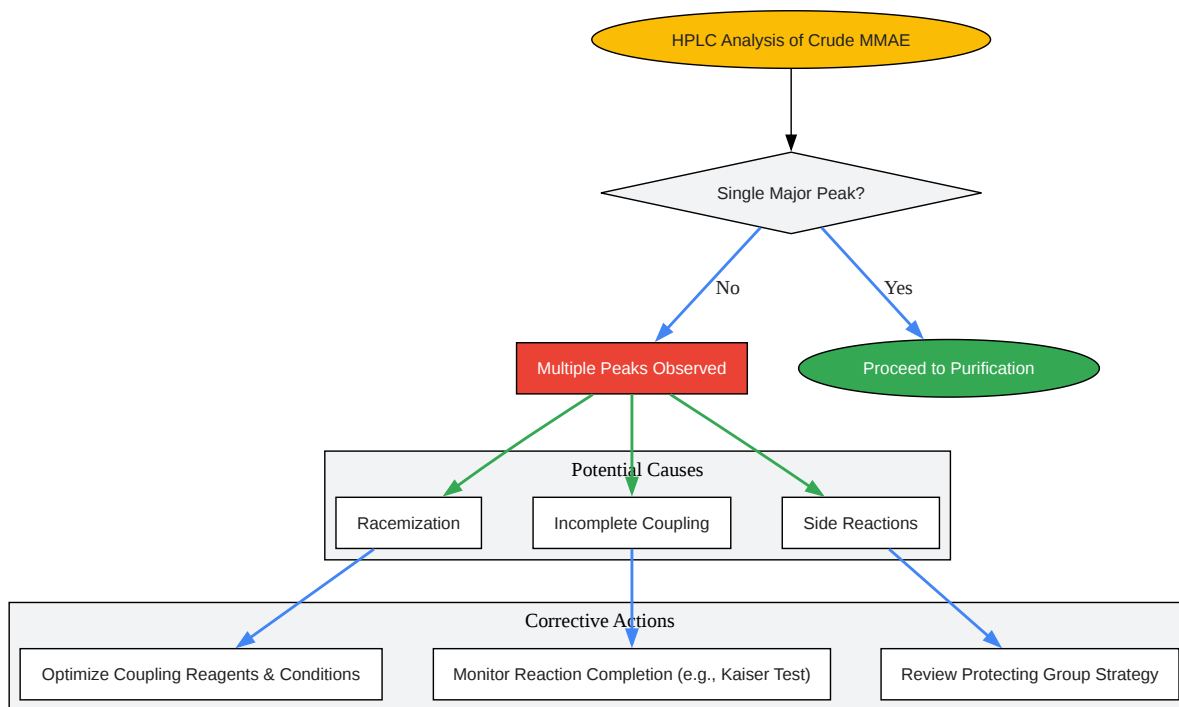 HPLC Analysis of Crude MMAE
Single Major Peak?
No
Yes
Multiple Peaks Observed
Proceed to Purification
Potential Causes
Racemization
Incomplete Coupling
Side Reactions
Corrective Actions
Optimize Coupling Reagents & Conditions
Monitor Reaction Completion (e.g., Kaiser Test)
Review Protecting Group Strategy